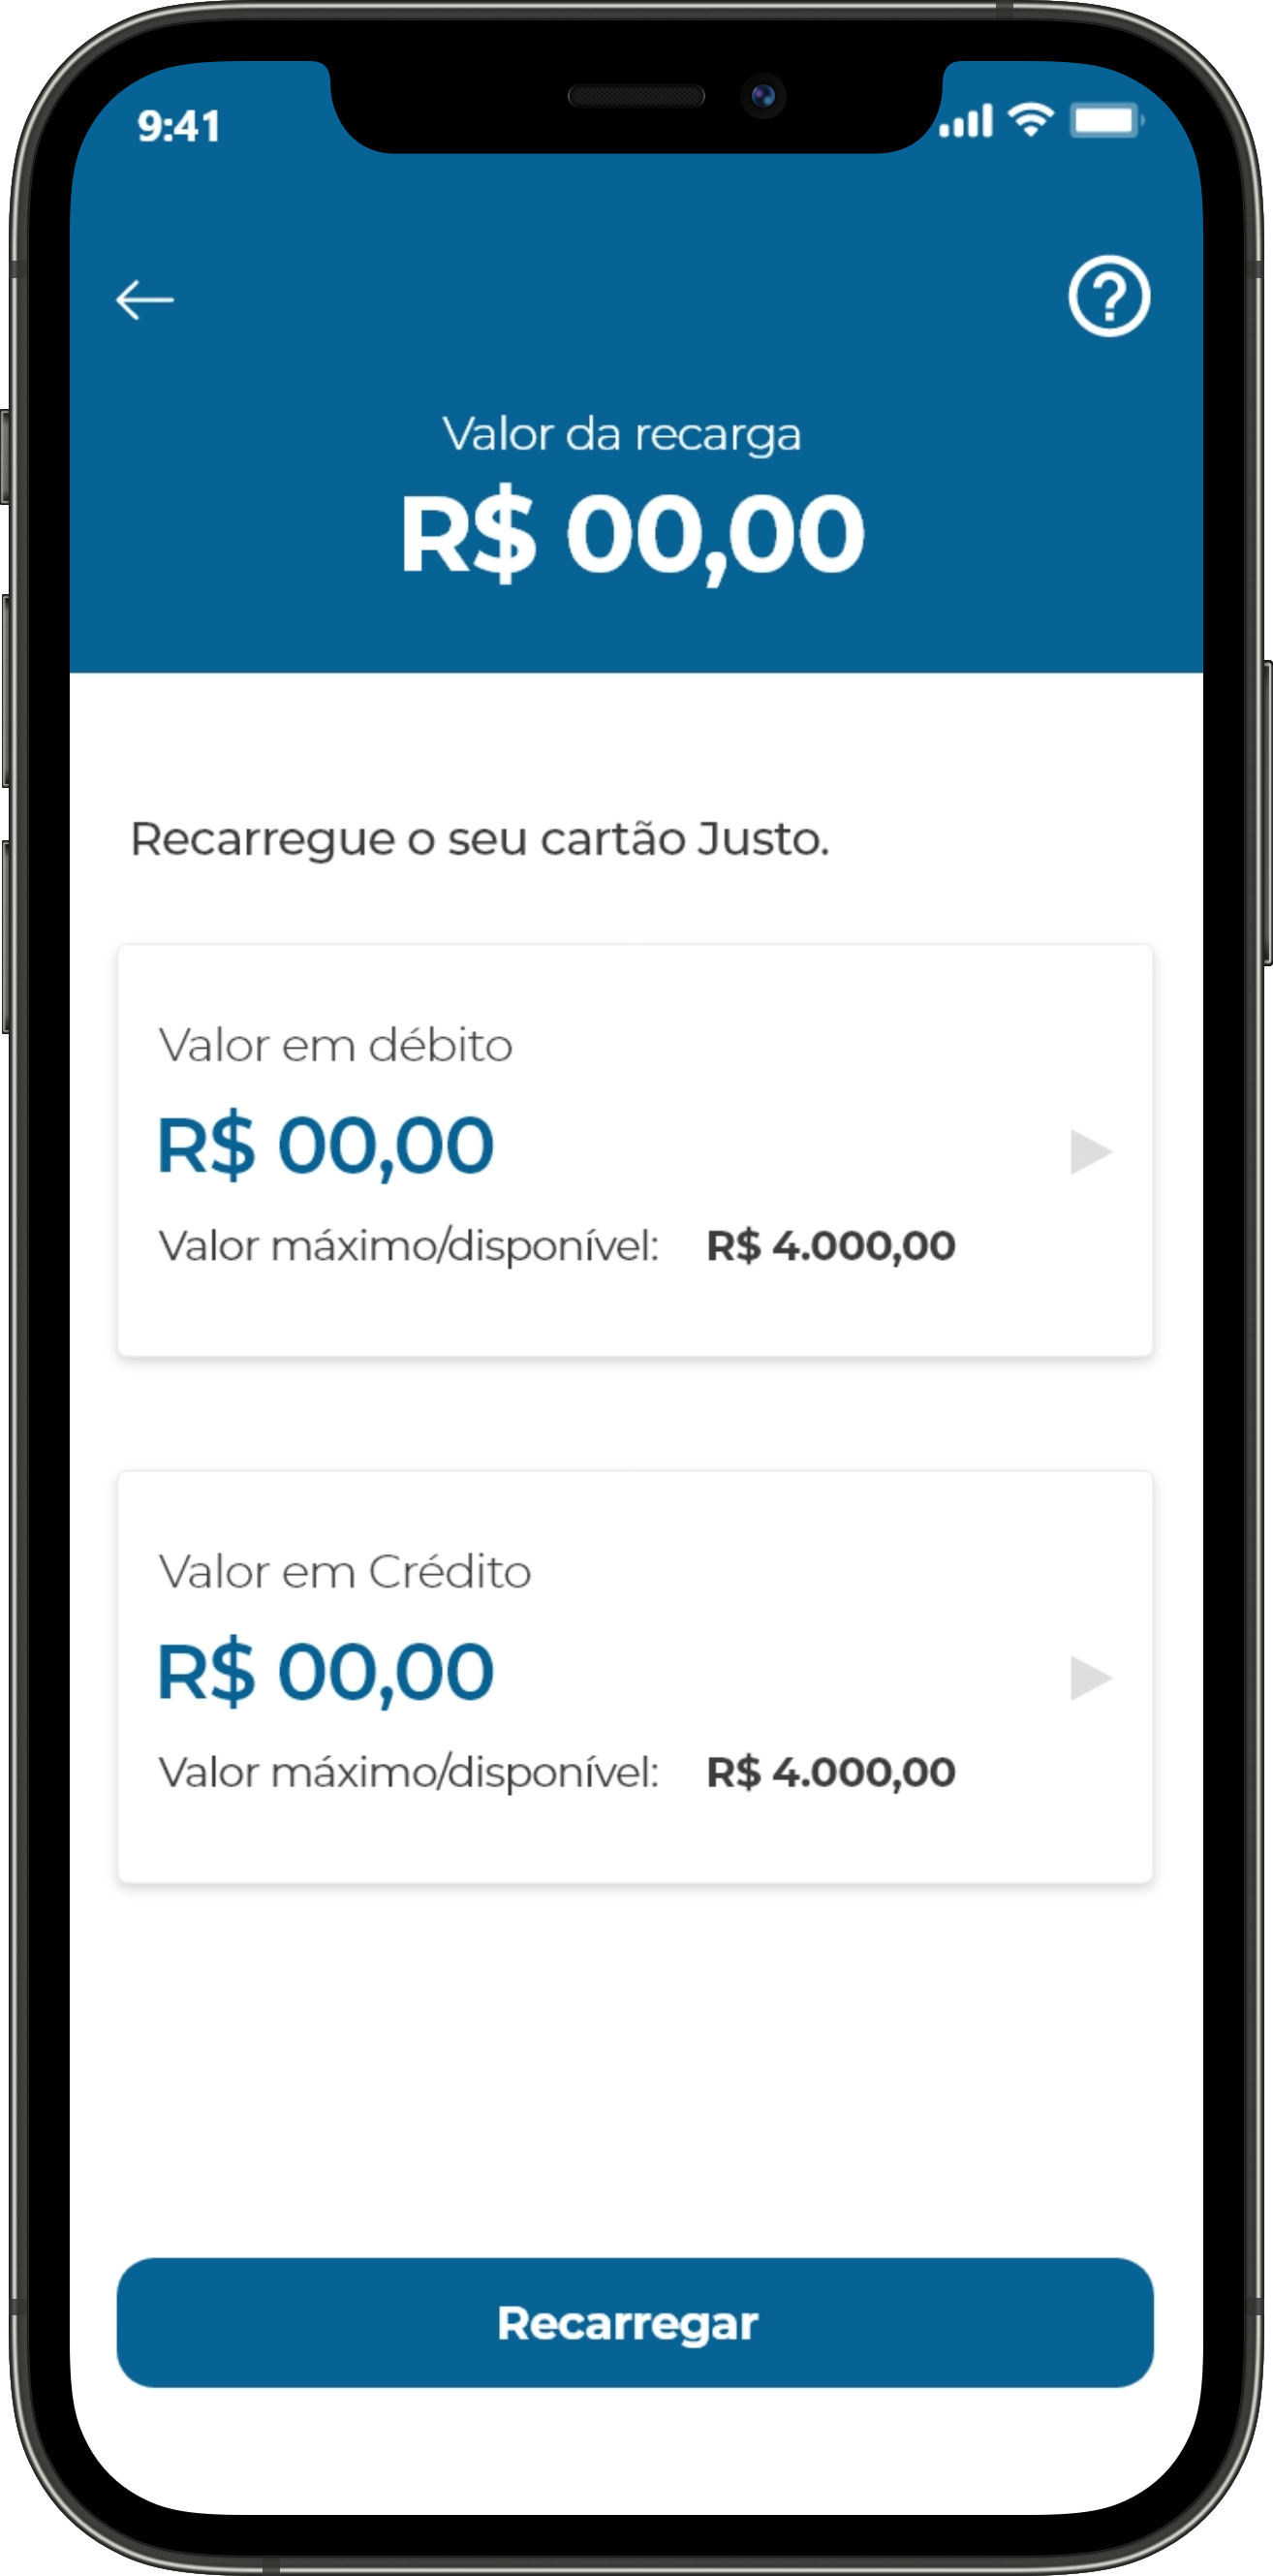 9:41
?
Valor da recarga
R$ 00,00
Recarregue o seu cartão Justo.
Valor em débito
R$ 00,00
Valor máximo/disponível: R$ 4.000,00
Valor em Crédito
R$ 00,00
Valor máximo/disponível: R$ 4.000,00
Recarregar